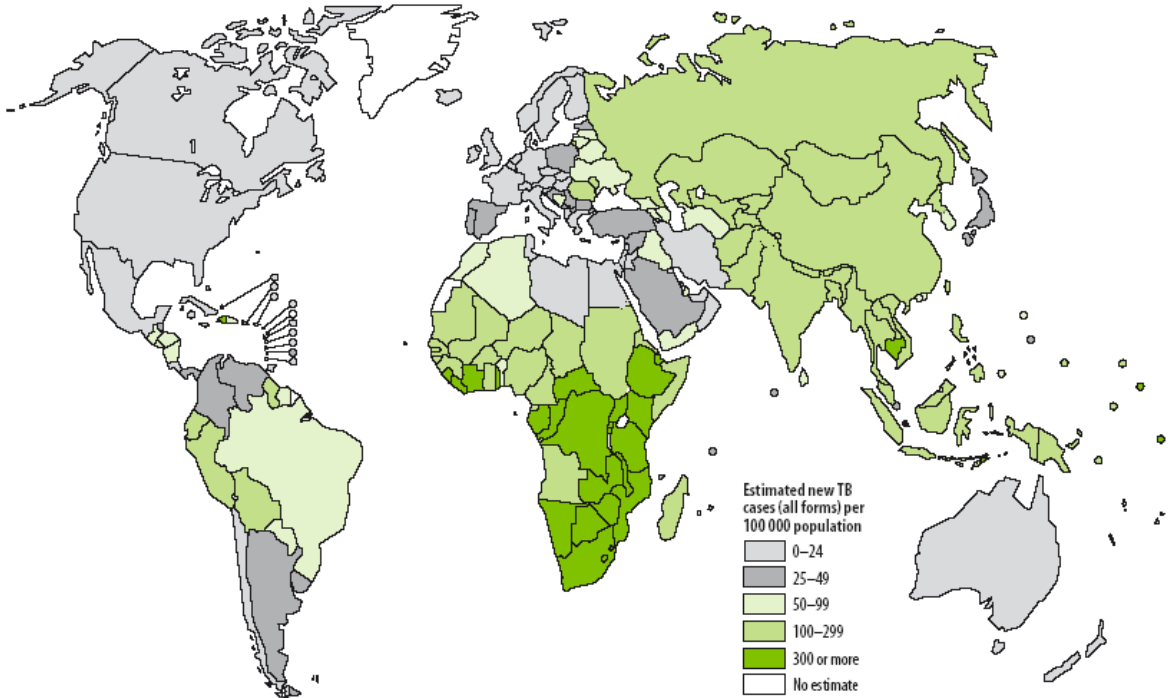 Estimated new TB
cases (all forms) per
100 000 population
0–24
25–49
50–99
100–299
300 or more
No estimate